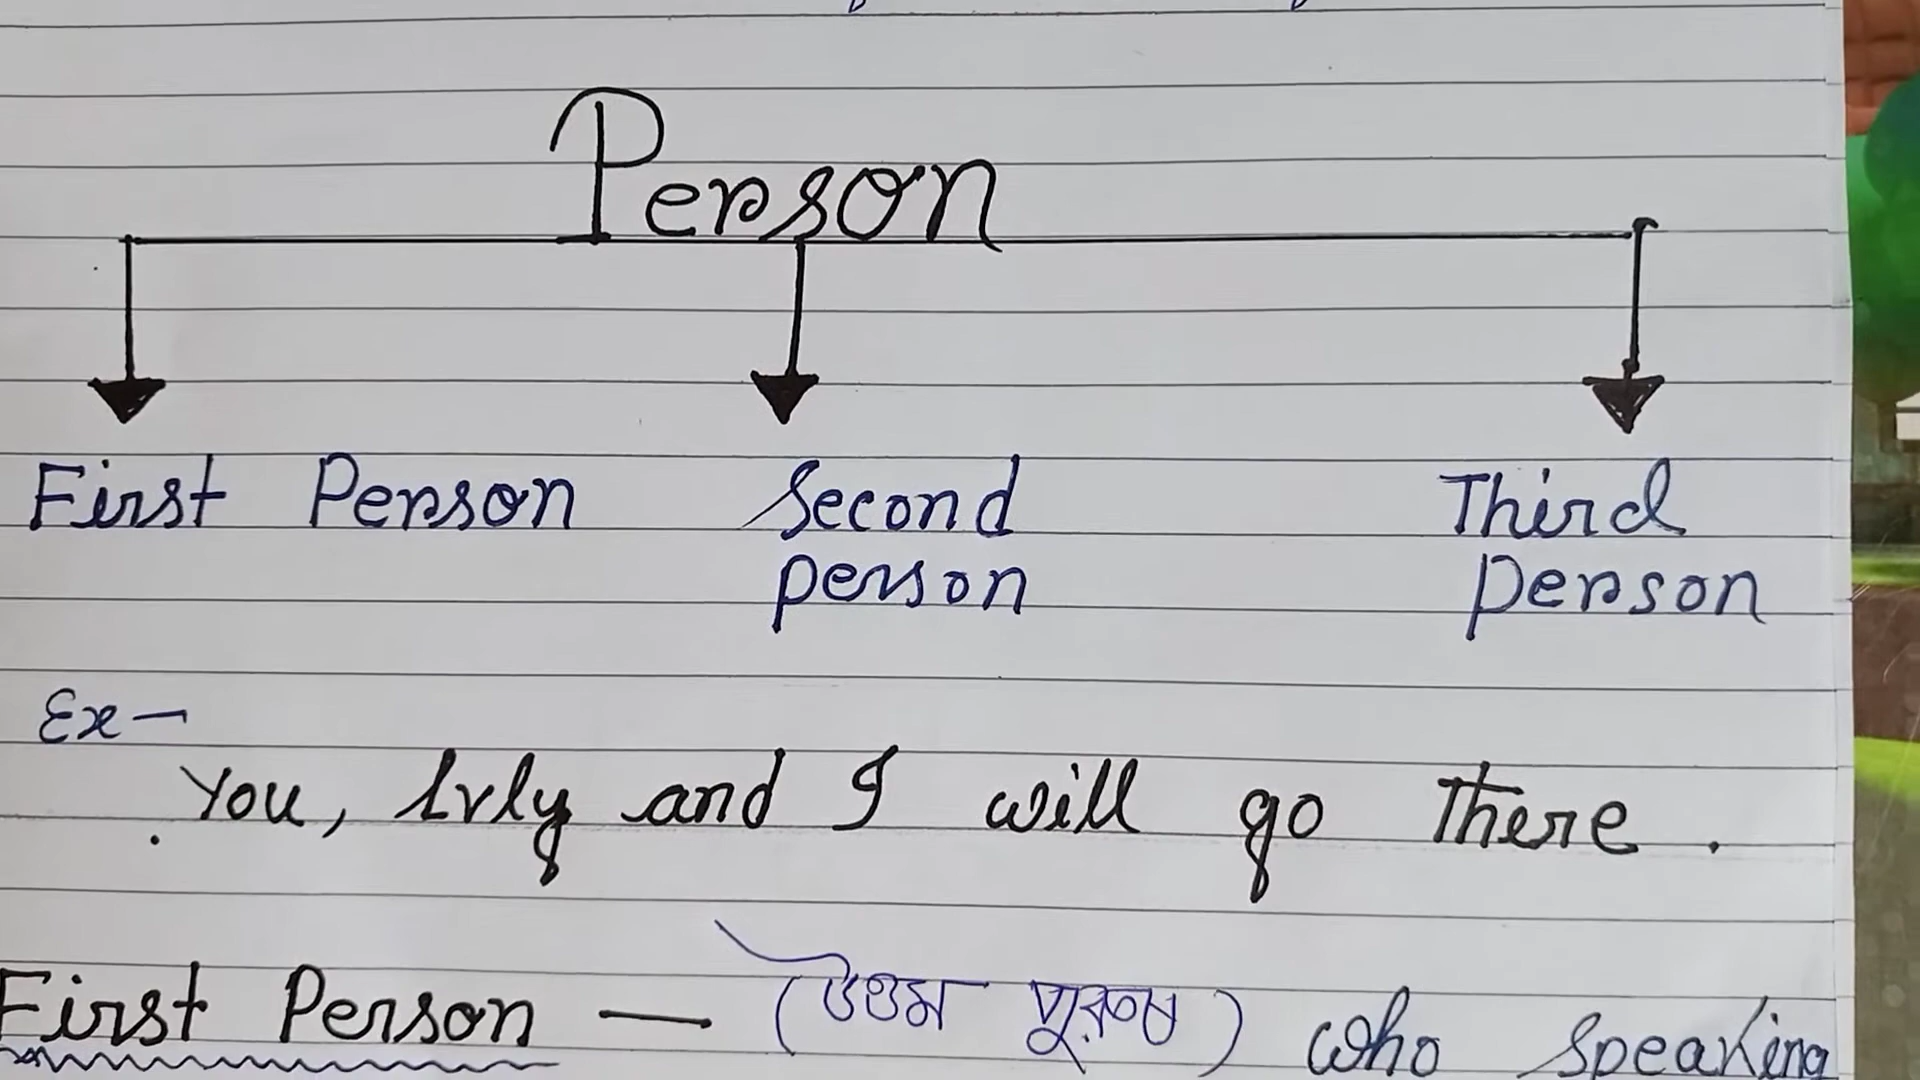 Person
First Person Second person Third person
Ex-
You, lvly and I will go there.
First Person — (উত্তম পুরুষ) who speaking